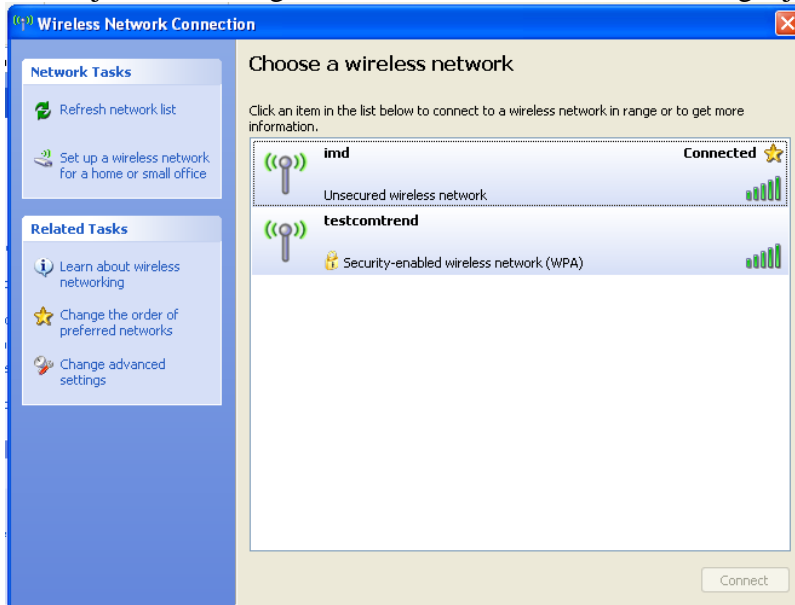 Wireless Network Connection
Network Tasks
Refresh network list
Set up a wireless network
for a home or small office
Related Tasks
Learn about wireless
networking
Change the order of
preferred networks
Change advanced
settings
Choose a wireless network
Click an item in the list below to connect to a wireless network in range or to get more
information.
imd
Connected
Unsecured wireless network
testcomtrend
Security-enabled wireless network (WPA)
Connect